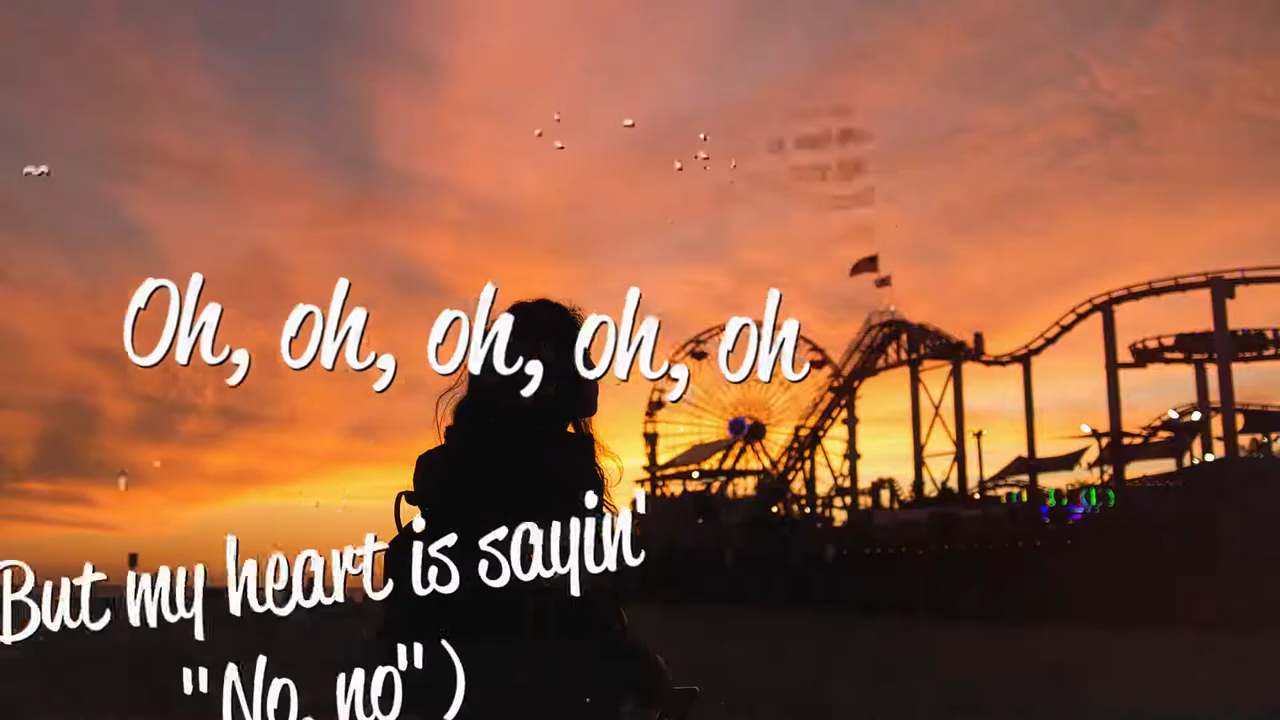 Oh, oh, oh, oh, oh
But my heart is sayin'
"No, no")